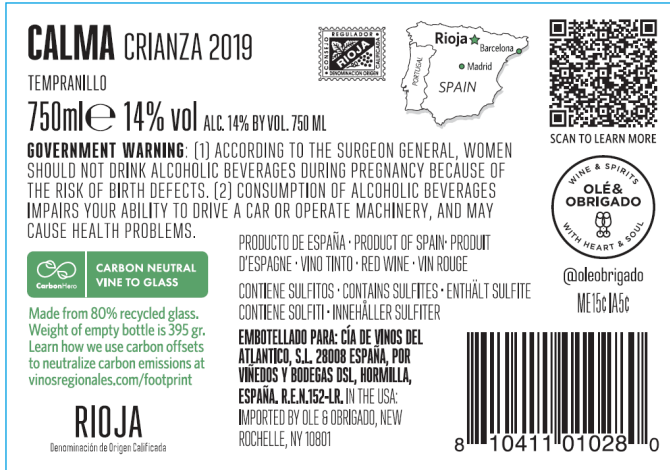 CALMA CRIANZA 2019
TEMPRANILLO
750ml℮ 14% vol ALC. 14% BY VOL. 750 ML
GOVERNMENT WARNING: (1) ACCORDING TO THE SURGEON GENERAL, WOMEN
SHOULD NOT DRINK ALCOHOLIC BEVERAGES DURING PREGNANCY BECAUSE OF
THE RISK OF BIRTH DEFECTS. (2) CONSUMPTION OF ALCOHOLIC BEVERAGES
IMPAIRS YOUR ABILITY TO DRIVE A CAR OR OPERATE MACHINERY, AND MAY
CAUSE HEALTH PROBLEMS.
CONSEJO REGULADOR CALIFICADA
RIOJA
DENOMINACION ORIGEN
Rioja
Barcelona
Madrid
PORTUGAL
SPAIN
SCAN TO LEARN MORE
WINE & SPIRITS
OLÉ&
OBRIGADO
WITH HEART & SOUL
@oleobrigado
ME15¢ IA5¢
CarbonHero
CARBON NEUTRAL
VINE TO GLASS
Made from 80% recycled glass.
Weight of empty bottle is 395 gr.
Learn how we use carbon offsets
to neutralize carbon emissions at
vinosregionales.com/footprint
RIOJA
Denominación de Origen Calificada
PRODUCTO DE ESPAÑA · PRODUCT OF SPAIN· PRODUIT
D'ESPAGNE · VINO TINTO · RED WINE · VIN ROUGE
CONTIENE SULFITOS · CONTAINS SULFITES · ENTHÄLT SULFITE
CONTIENE SOLFITI · INNEHÅLLER SULFITER
EMBOTELLADO PARA: CÍA DE VINOS DEL
ATLANTICO, S.L. 28008 ESPAÑA, POR
VIÑEDOS Y BODEGAS DSL, HORMILLA,
ESPAÑA. R.E.N.152-LR. IN THE USA:
IMPORTED BY OLE & OBRIGADO, NEW
ROCHELLE, NY 10801
8 10411 01028 0